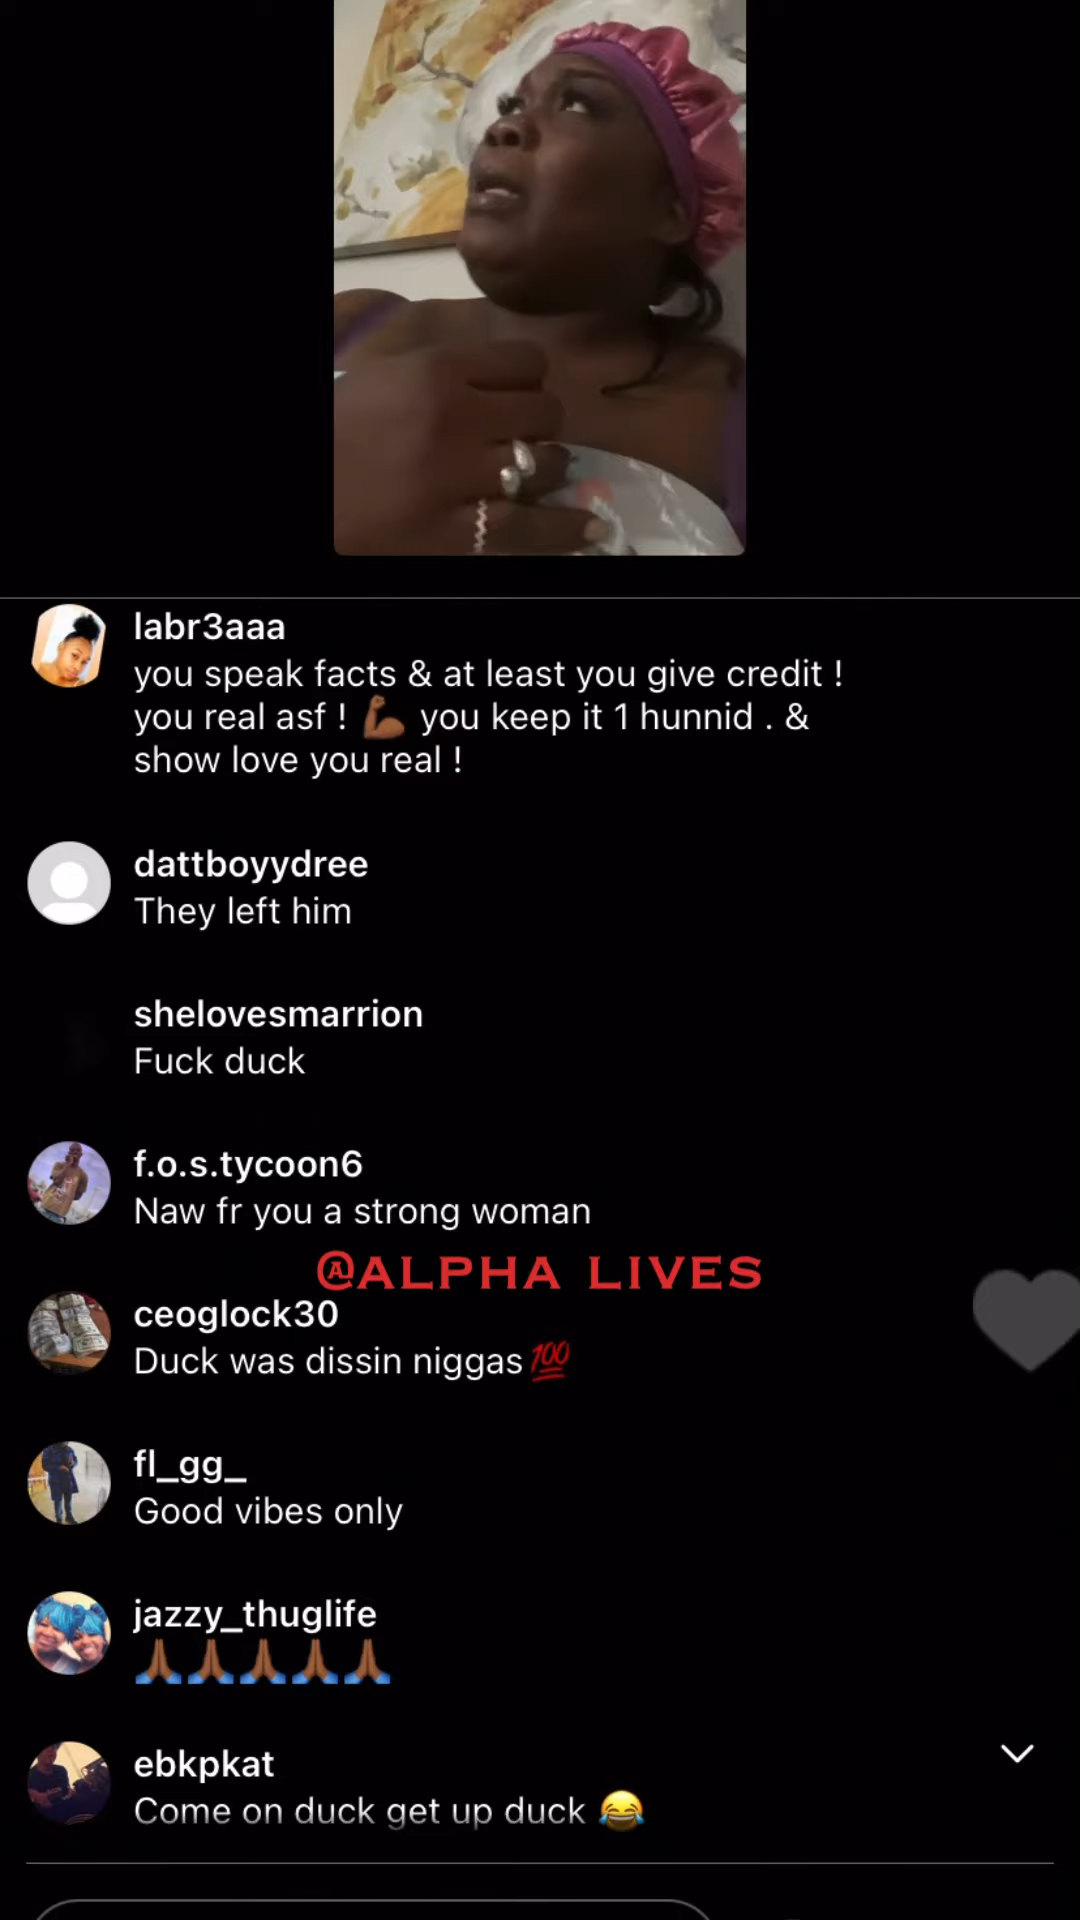 labr3aaa
you speak facts & at least you give credit !
you real asf ! 💪🏾 you keep it 1 hunnid . &
show love you real !
dattboyydree
They left him
shelovesmarrion
Fuck duck
f.o.s.tycoon6
Naw fr you a strong woman
@ALPHA LIVES
ceoglock30
Duck was dissin niggas 💯
fl_gg_
Good vibes only
jazzy_thuglife
🙏🏾🙏🏾🙏🏾🙏🏾🙏🏾
ebkpkat
Come on duck get up duck 😂